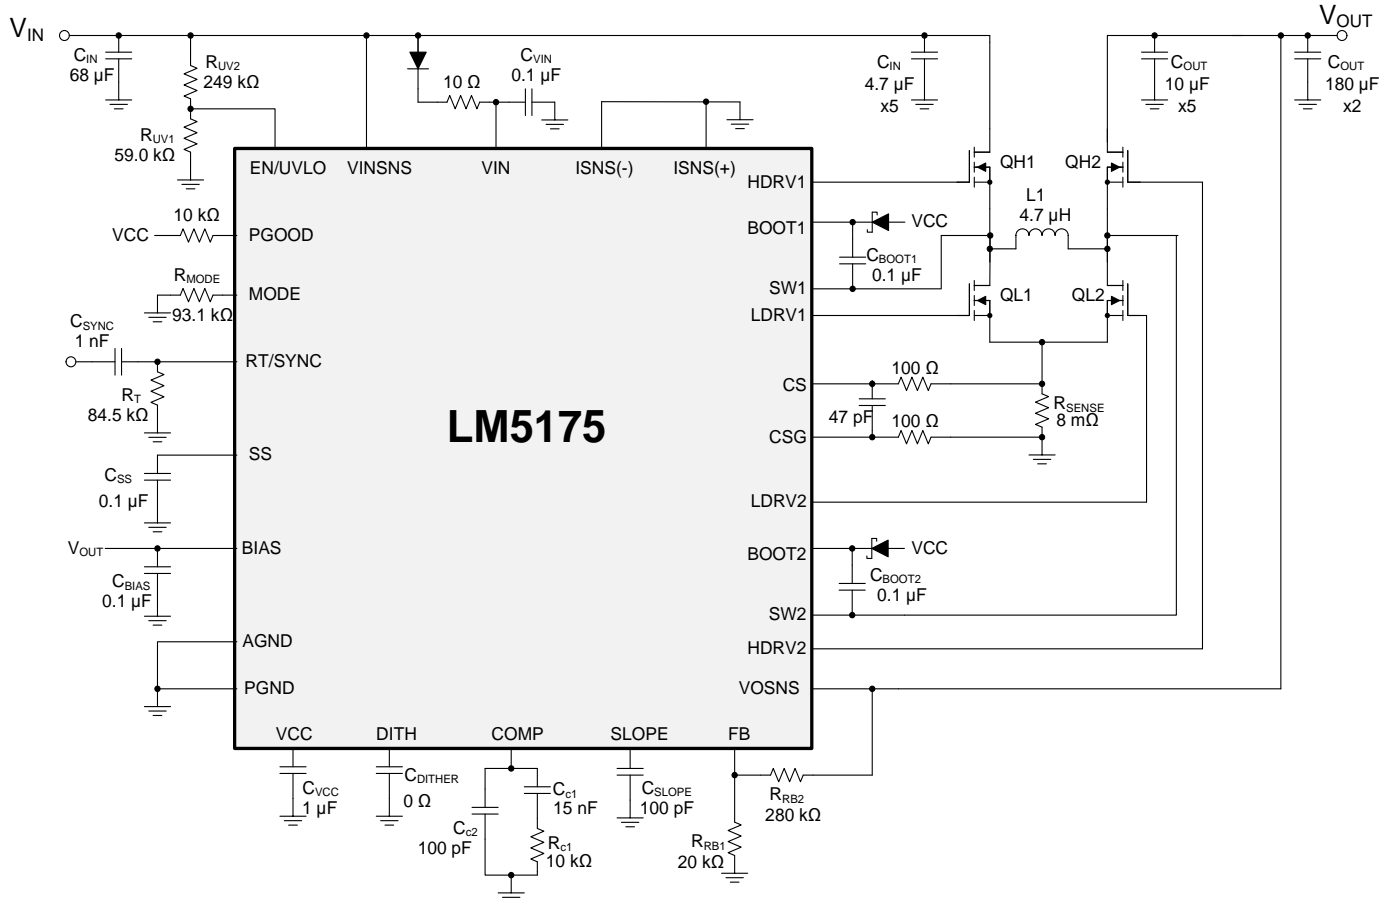 VIN
VOUT
CIN
68 µF
RUV2
249 kΩ
RUV1
59.0 kΩ
10 Ω
CVIN
0.1 µF
CIN
4.7 µF
x5
COUT
10 µF
x5
COUT
180 µF
x2
EN/UVLO
VINSNS
VIN
ISNS(-)
ISNS(+)
HDRV1
QH1
QH2
L1
4.7 µH
VCC
10 kΩ
PGOOD
BOOT1
VCC
CBOOT1
0.1 µF
RMODE
93.1 kΩ
MODE
SW1
QL1
QL2
LDRV1
CSYNC
1 nF
RT/SYNC
RT
84.5 kΩ
CS
100 Ω
47 pF
RSENSE
8 mΩ
100 Ω
CSG
LM5175
SS
CSS
0.1 µF
LDRV2
VOUT
BIAS
CBIAS
0.1 µF
BOOT2
VCC
CBOOT2
0.1 µF
SW2
AGND
HDRV2
PGND
VOSNS
VCC
DITH
COMP
SLOPE
FB
CVCC
1 µF
CDITHER
0 Ω
Cc1
15 nF
Cc2
100 pF
Rc1
10 kΩ
CSLOPE
100 pF
RRB2
280 kΩ
RRB1
20 kΩ